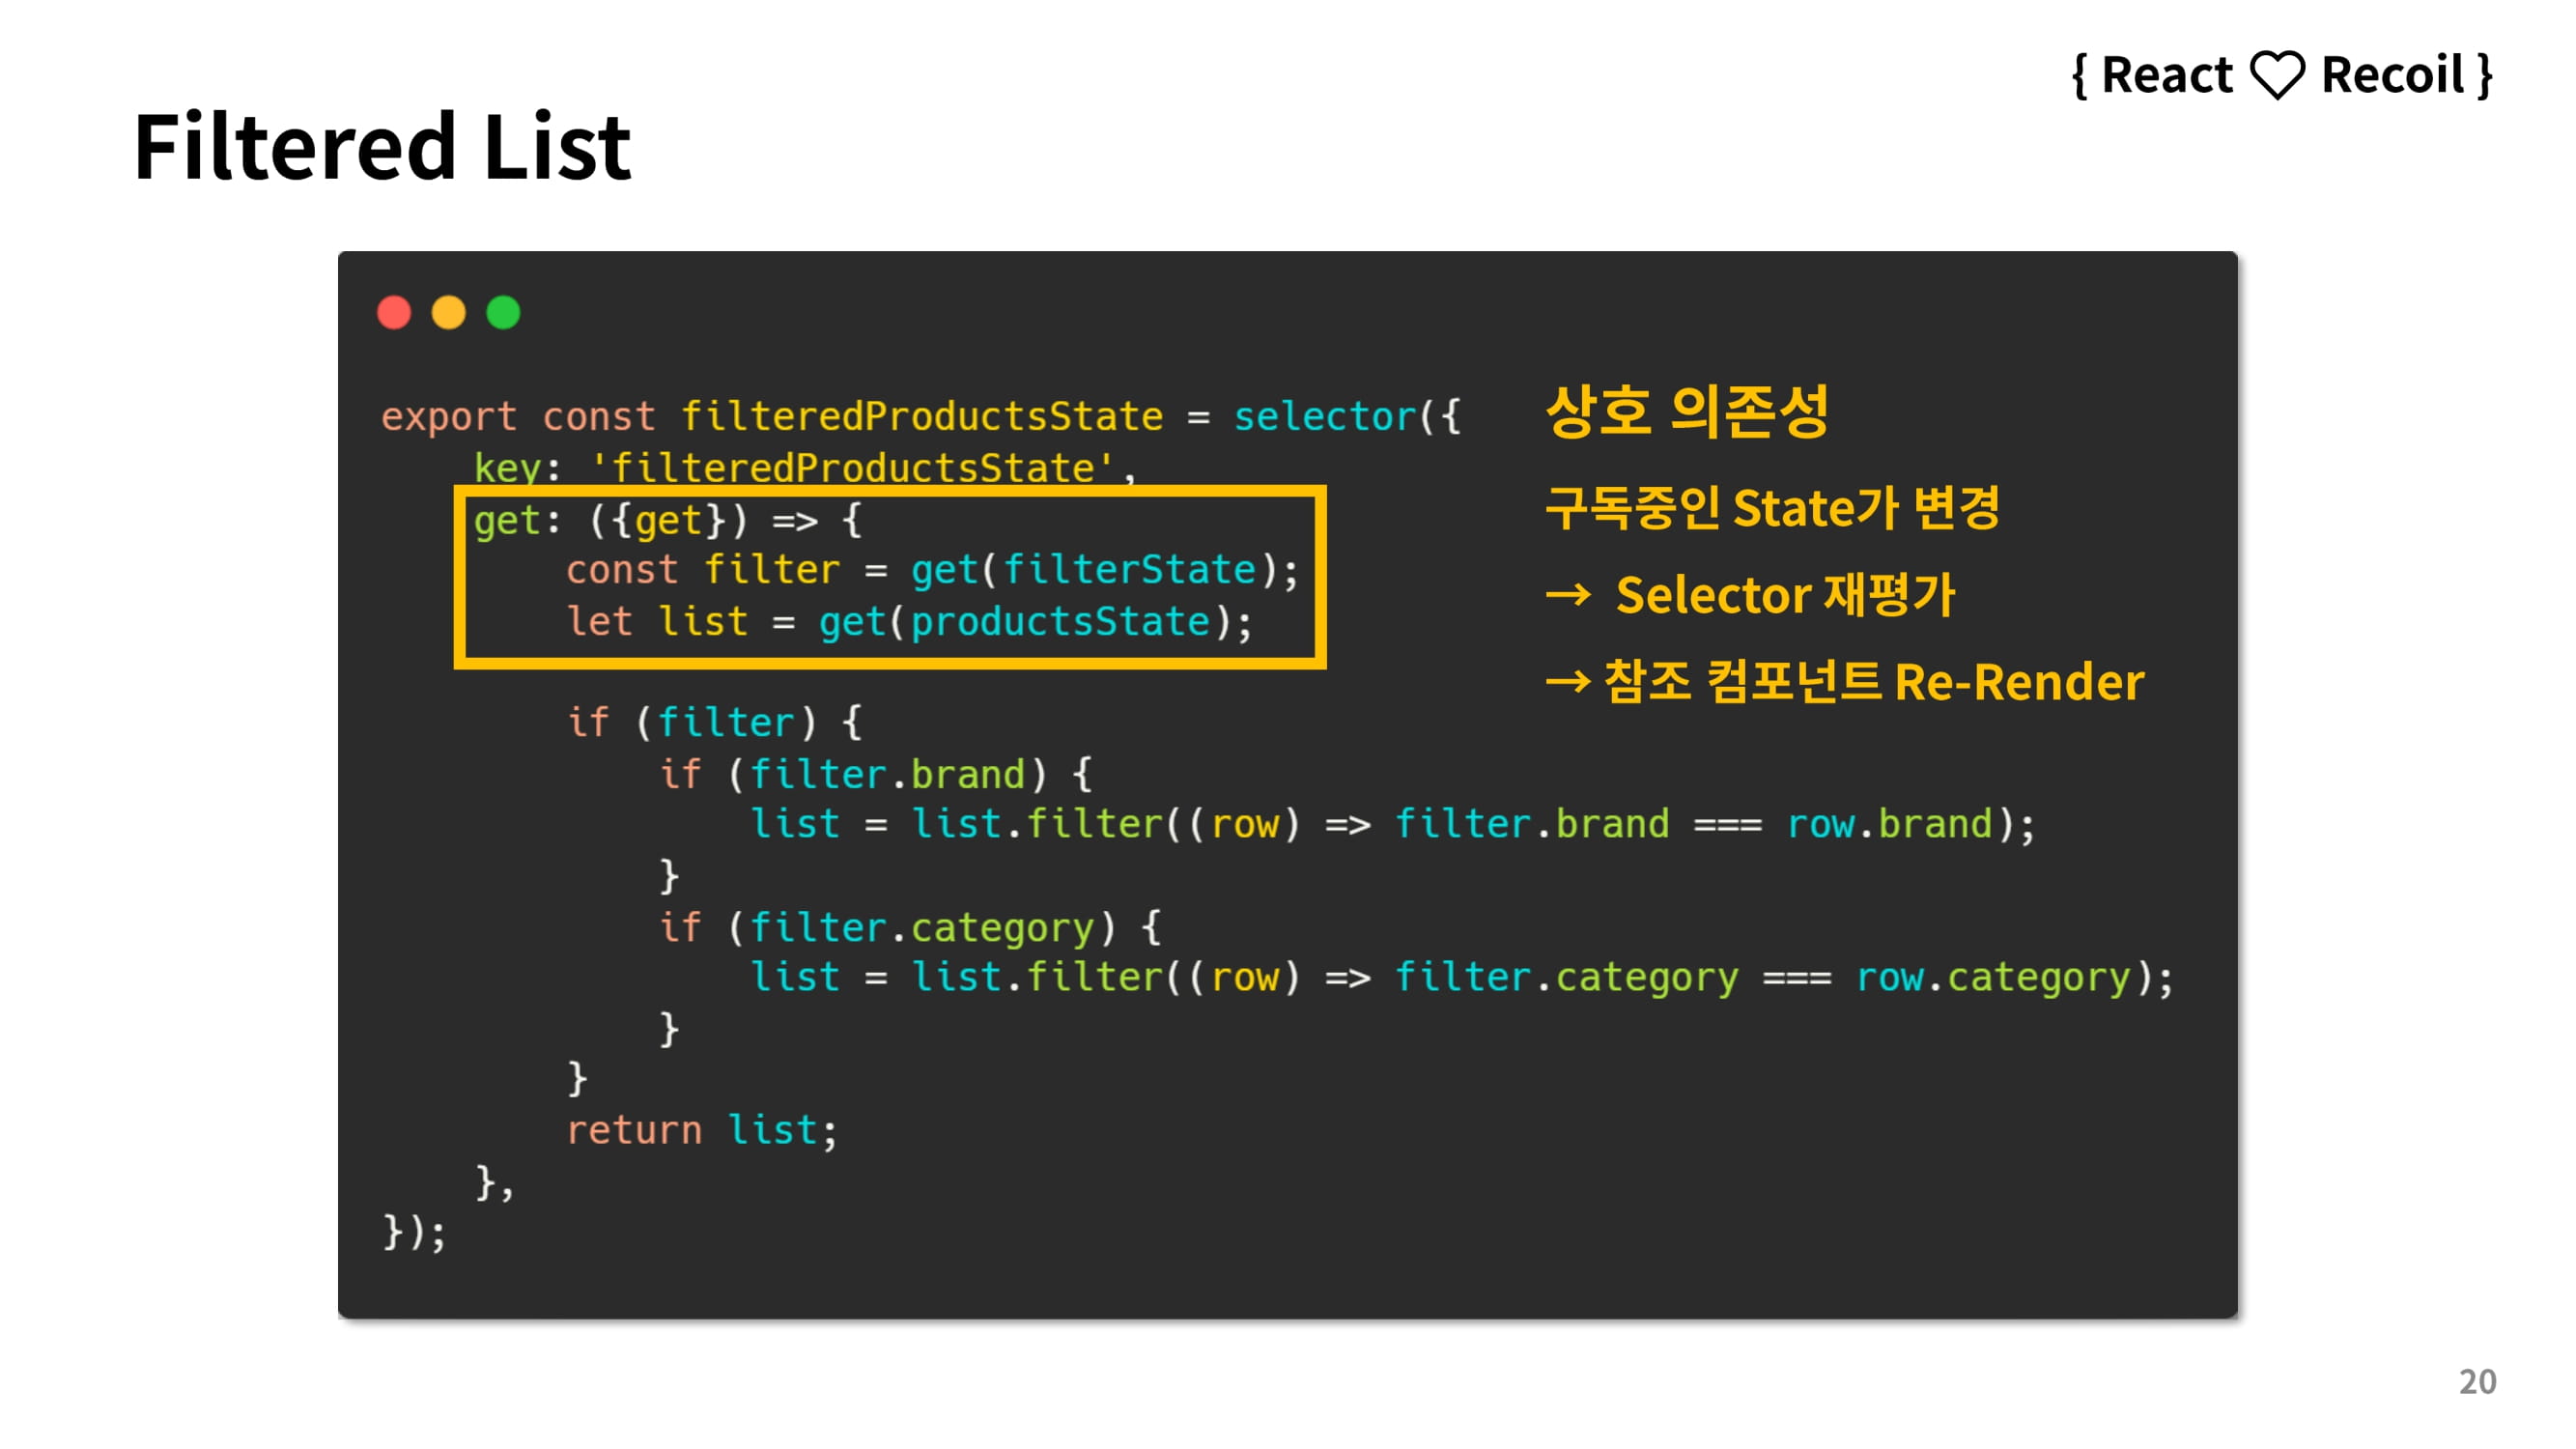 { React ♡ Recoil }
Filtered List
export const filteredProductsState = selector({
    key: 'filteredProductsState',
    get: ({get}) => {
        const filter = get(filterState);
        let list = get(productsState);
        if (filter) {
            if (filter.brand) {
                list = list.filter((row) => filter.brand === row.brand);
            }
            if (filter.category) {
                list = list.filter((row) => filter.category === row.category);
            }
        }
        return list;
    },
});
상호 의존성
구독중인 State가 변경
→ Selector 재평가
→ 참조 컴포넌트 Re-Render
20